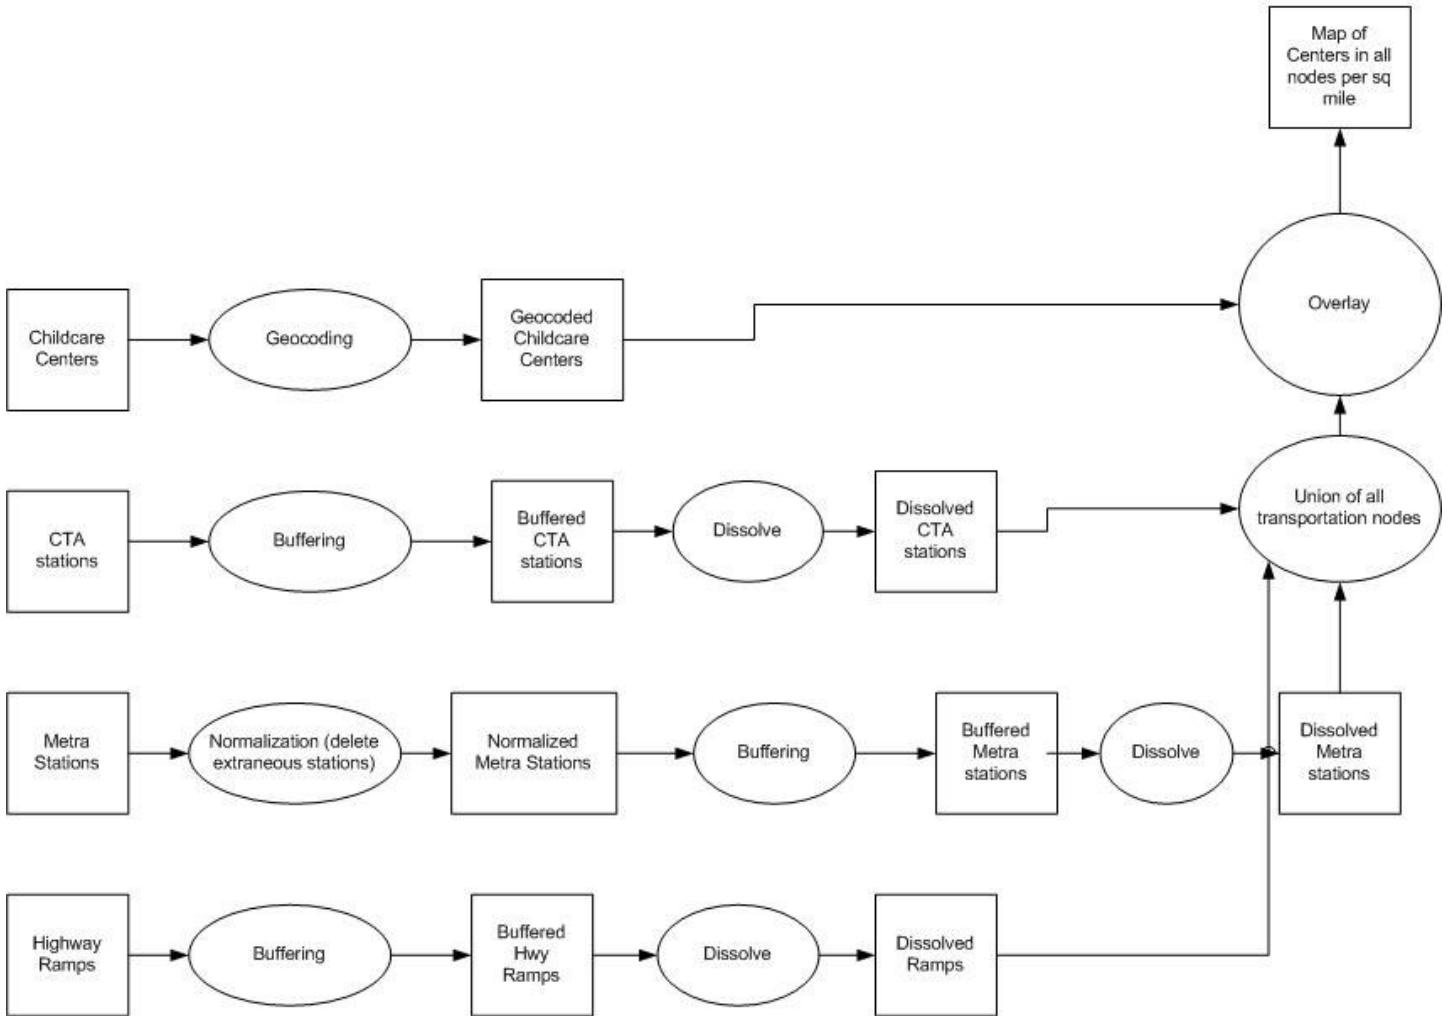 Map of
Centers in all
nodes per sq
mile
Childcare
Centers
Geocoding
Geocoded
Childcare
Centers
Overlay
CTA
stations
Buffering
Buffered
CTA
stations
Dissolve
Dissolved
CTA
stations
Union of all
transportation nodes
Metra
Stations
Normalization (delete
extraneous stations)
Normalized
Metra Stations
Buffering
Buffered
Metra
stations
Dissolve
Dissolved
Metra
stations
Highway
Ramps
Buffering
Buffered
Hwy
Ramps
Dissolve
Dissolved
Ramps